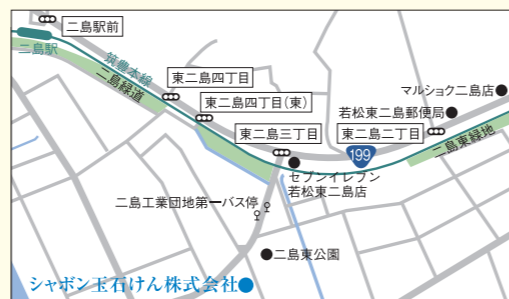 二島駅前
二島駅
筑豊本線
二島緑道
東二島四丁目
東二島四丁目(東)
マルショク二島店
若松東二島郵便局
東二島三丁目
東二島二丁目
199
二島東緑地
セブンイレブン
若松東二島店
二島工業団地第一バス停
二島東公園
シャボン玉石けん株式会社